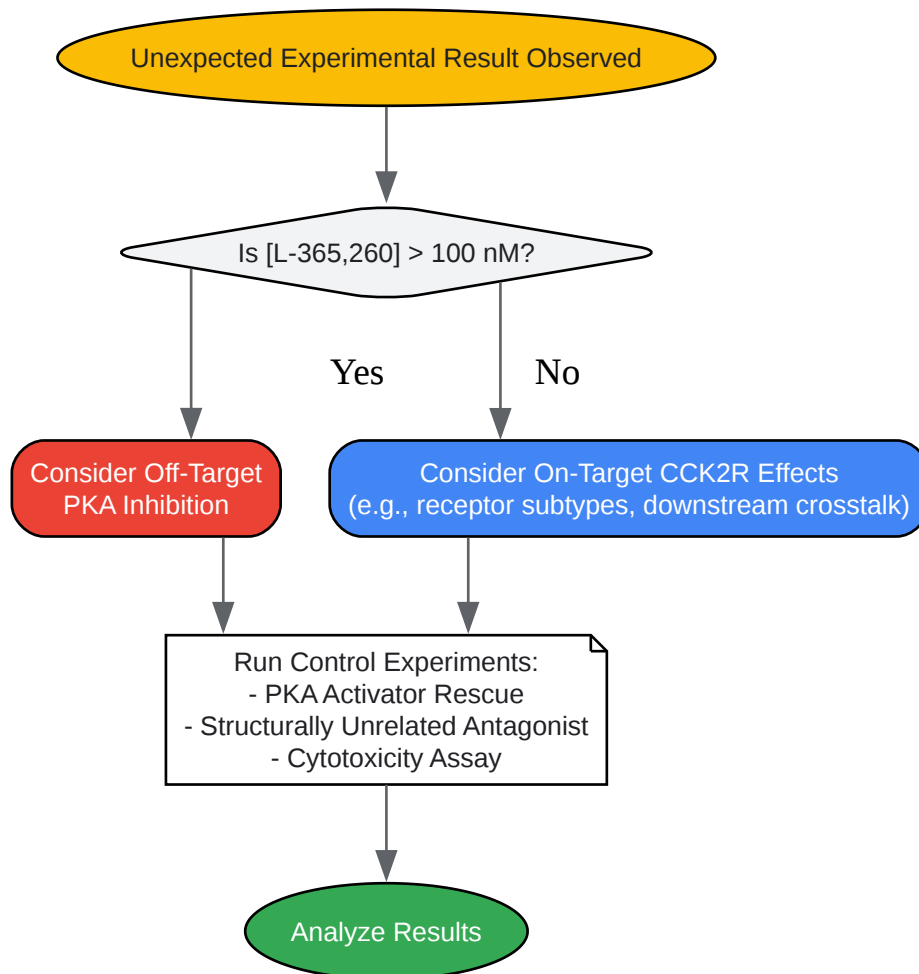 Unexpected Experimental Result Observed
Is [L-365,260] > 100 nM?
Yes
No
Consider Off-Target
PKA Inhibition
Consider On-Target CCK2R Effects
(e.g., receptor subtypes, downstream crosstalk)
Run Control Experiments:
- PKA Activator Rescue
- Structurally Unrelated Antagonist
- Cytotoxicity Assay
Analyze Results